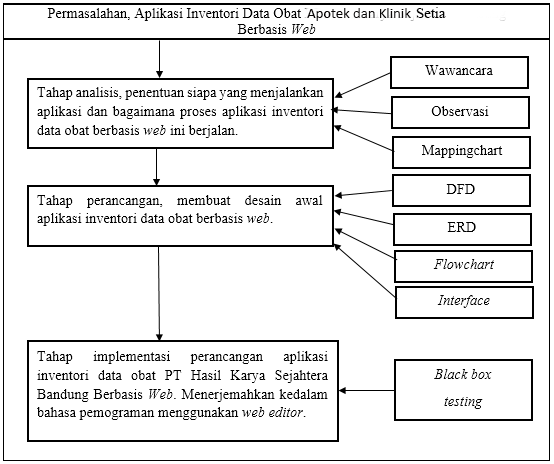 Permasalahan, Aplikasi Inventori Data Obat Apotek dan Klinik Setia
Berbasis Web
Tahap analisis, penentuan siapa yang menjalankan
aplikasi dan bagaimana proses aplikasi inventori
data obat berbasis web ini berjalan.
Wawancara
Observasi
Mappingchart
Tahap perancangan, membuat desain awal
aplikasi inventori data obat berbasis web.
DFD
ERD
Flowchart
Interface
Tahap implementasi perancangan aplikasi
inventori data obat PT Hasil Karya Sejahtera
Bandung Berbasis Web. Menerjemahkan kedalam
bahasa pemograman menggunakan web editor.
Black box
testing